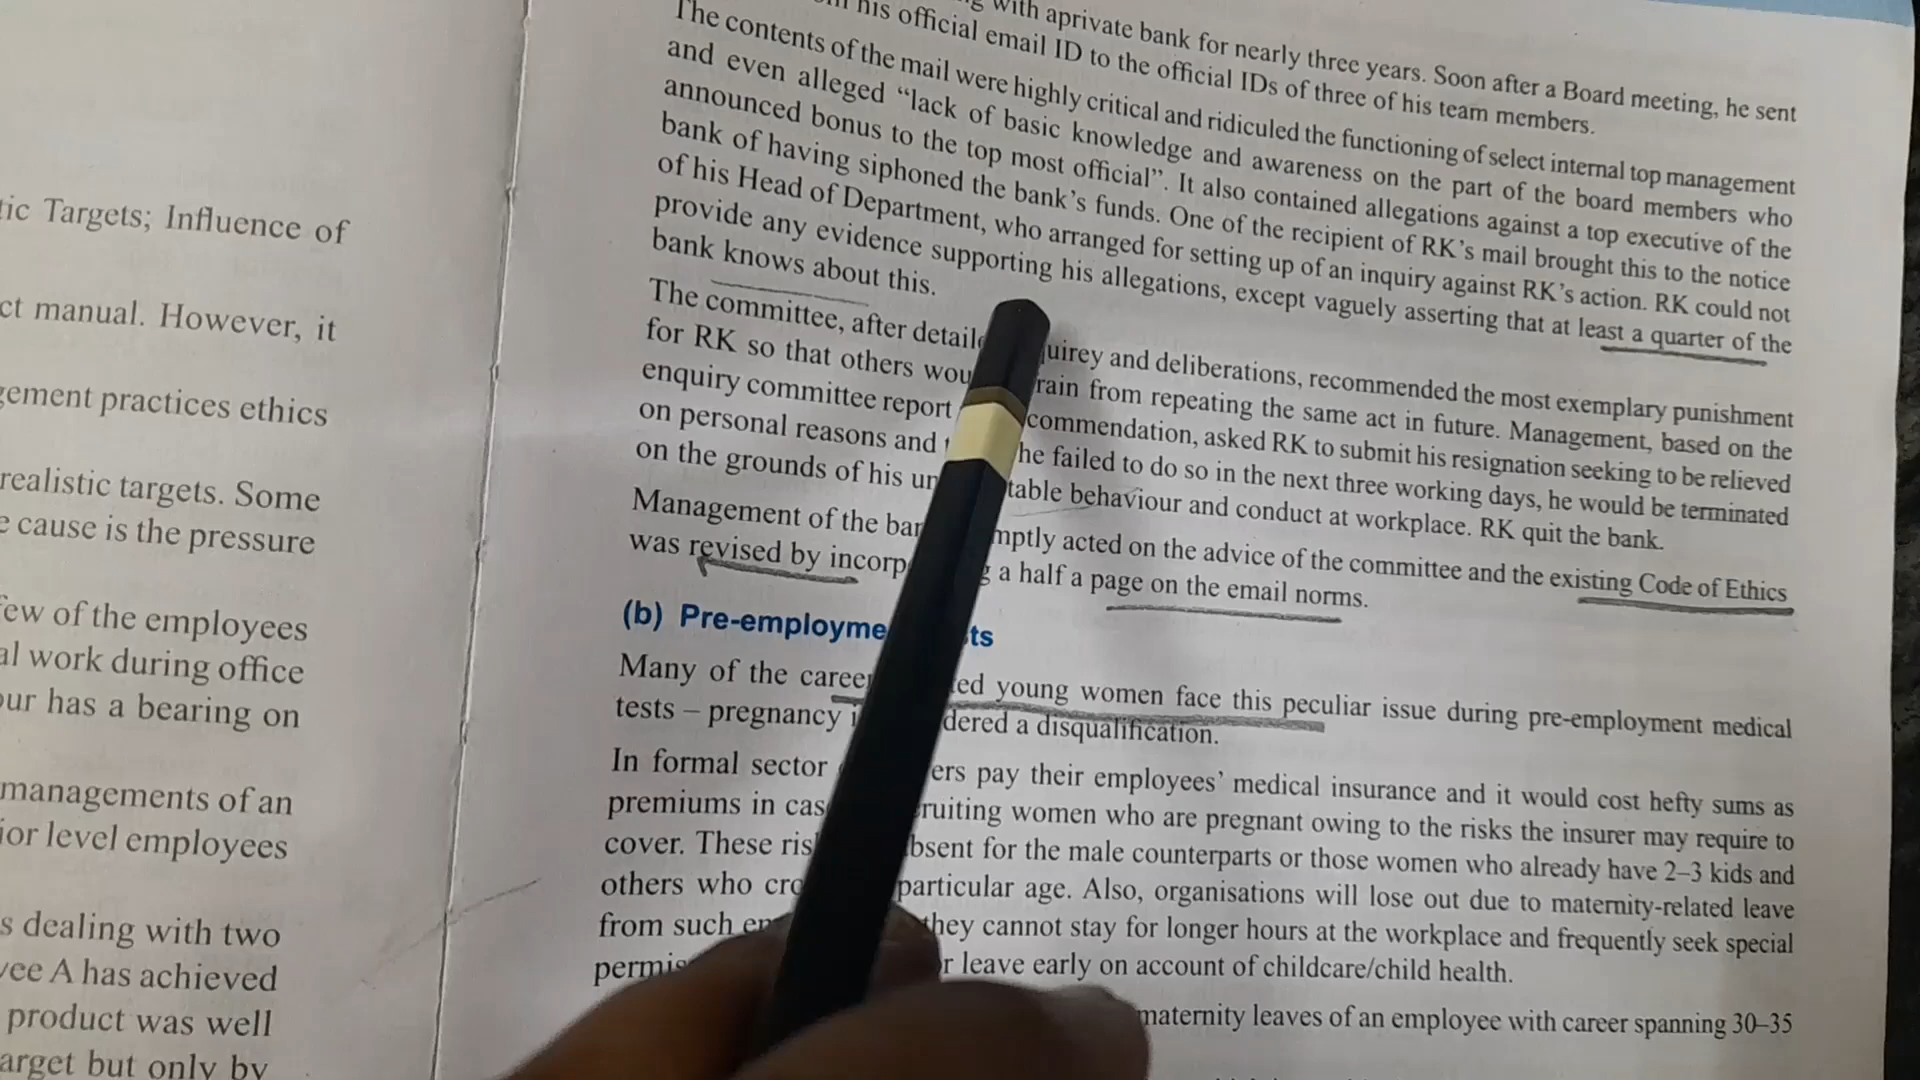 tic Targets; Influence of
ct manual. However, it
gement practices ethics
realistic targets. Some
e cause is the pressure
few of the employees
al work during office
our has a bearing on
managements of an
ior level employees
s dealing with two
yee A has achieved
product was well
arget but only by
with aprivate bank for nearly three years. Soon after a Board meeting, he sent
his official email ID to the official IDs of three of his team members.
The contents of the mail were highly critical and ridiculed the functioning of select internal top management
and even alleged “lack of basic knowledge and awareness on the part of the board members who
announced bonus to the top most official”. It also contained allegations against a top executive of the
bank of having siphoned the bank’s funds. One of the recipient of RK’s mail brought this to the notice
of his Head of Department, who arranged for setting up of an inquiry against RK’s action. RK could not
provide any evidence supporting his allegations, except vaguely asserting that at least a quarter of the
bank knows about this.
The committee, after detaile quirey and deliberations, recommended the most exemplary punishment
for RK so that others wou rain from repeating the same act in future. Management, based on the
enquiry committee report commendation, asked RK to submit his resignation seeking to be relieved
on personal reasons and he failed to do so in the next three working days, he would be terminated
on the grounds of his un table behaviour and conduct at workplace. RK quit the bank.
Management of the ban mptly acted on the advice of the committee and the existing Code of Ethics
was revised by incorp g a half a page on the email norms.
(b) Pre-employme ts
Many of the career ted young women face this peculiar issue during pre-employment medical
tests – pregnancy i dered a disqualification.
In formal sector ers pay their employees’ medical insurance and it would cost hefty sums as
premiums in cas ruiting women who are pregnant owing to the risks the insurer may require to
cover. These ris bsent for the male counterparts or those women who already have 2–3 kids and
others who cro particular age. Also, organisations will lose out due to maternity-related leave
from such em they cannot stay for longer hours at the workplace and frequently seek special
permis r leave early on account of childcare/child health.
maternity leaves of an employee with career spanning 30–35